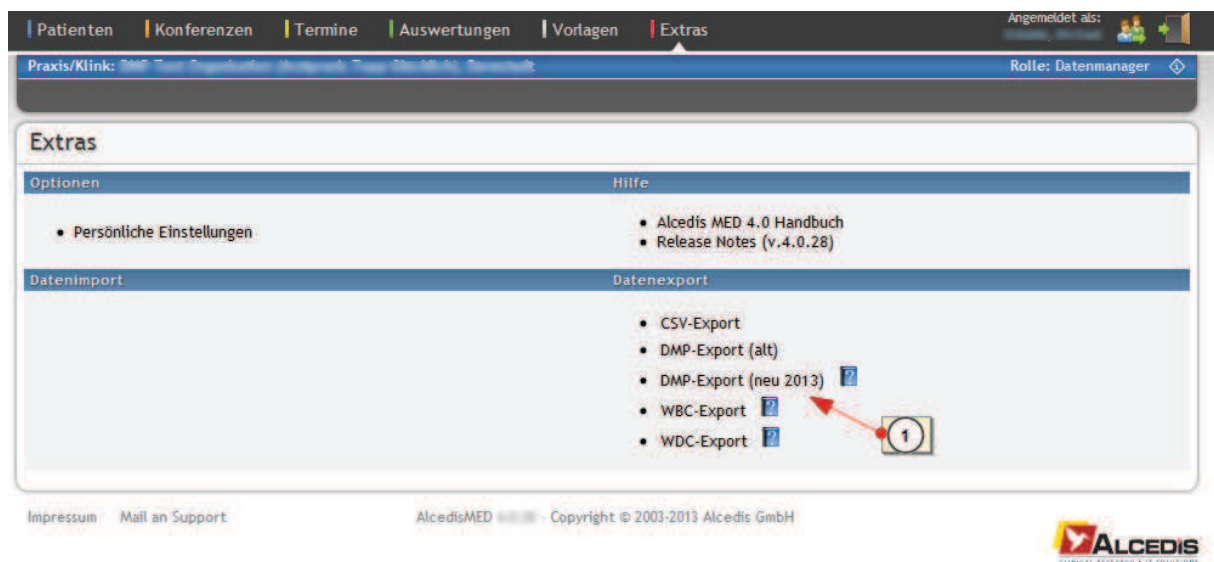 Patienten Konferenzen Termine Auswertungen Vorlagen Extras
Angemeldet als:
Praxis/Klink:
Rolle: Datenmanager
Extras
Optionen
Hilfe
• Persönliche Einstellungen
• Alcedis MED 4.0 Handbuch
• Release Notes (v.4.0.28)
Datenimport
Datenexport
• CSV-Export
• DMP-Export (alt)
• DMP-Export (neu 2013) ?
• WBC-Export ?
• WDC-Export ?
1
Impressum Mail an Support AlcedisMED - Copyright © 2003-2013 Alcedis GmbH
ALCEDIS